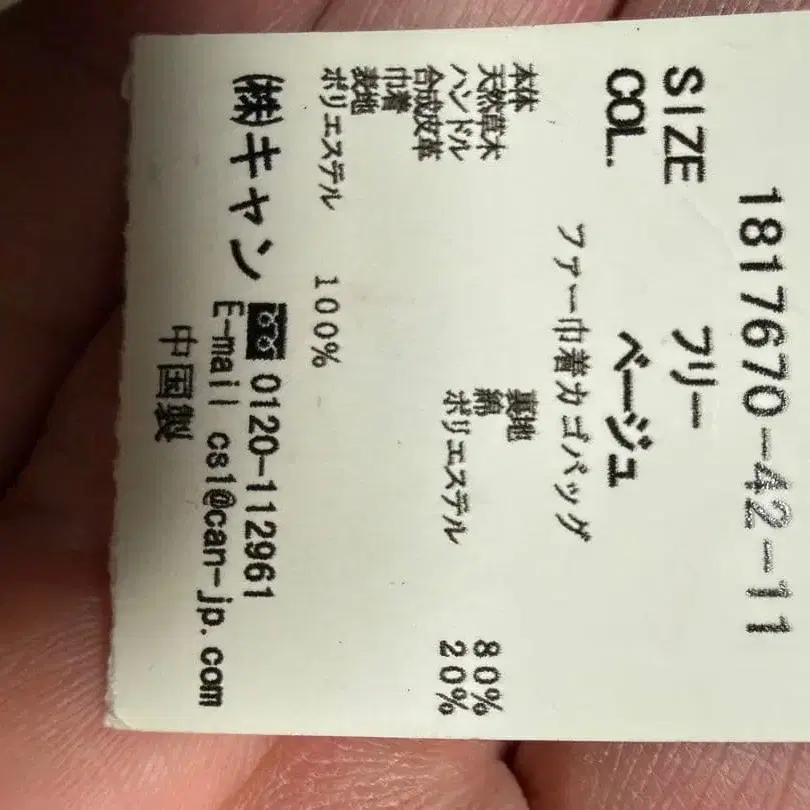 1817670-42-11
SIZE フリー
COL. ベージュ
ファー巾着カゴバッグ
本体 裏地
天然草木 綿 80%
ハンドル ポリエステル 20%
合成皮革
巾着
表地
ポリエステル 100%
㈱キャン ☎ 0120-112961
E-mail cs1@can-jp.com
中国製